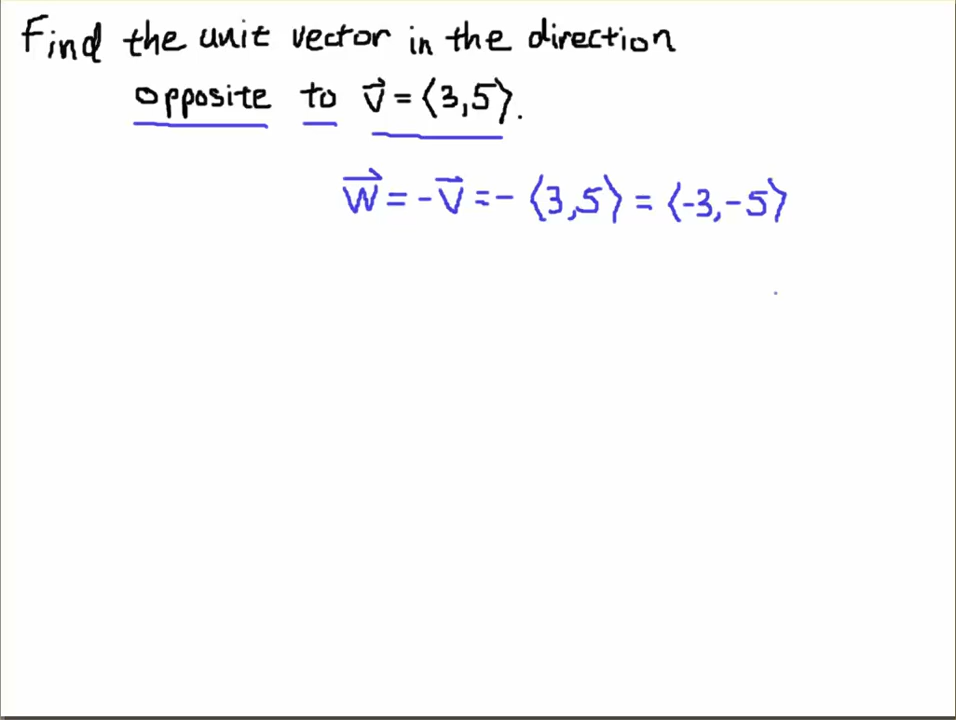 Find the unit vector in the direction
opposite to v⃗ = ⟨3,5⟩.
w⃗ = -v⃗ = - ⟨3,5⟩ = ⟨-3,-5⟩